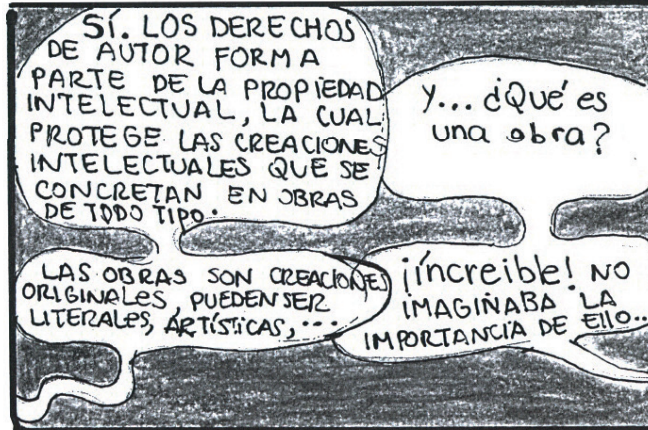 SÍ. LOS DERECHOS
DE AUTOR FORMA
PARTE DE LA PROPIEDAD
INTELECTUAL, LA CUAL
PROTEGE LAS CREACIONES
INTELECTUALES QUE SE
CONCRETAN EN OBRAS
DE TODO TIPO.
Y... ¿Qué es
una obra?
LAS OBRAS SON CREACIONES
ORIGINALES, PUEDEN SER
LITERALES, ARTÍSTICAS,...
¡íncreible! NO
IMAGINABA LA
IMPORTANCIA DE Ello..